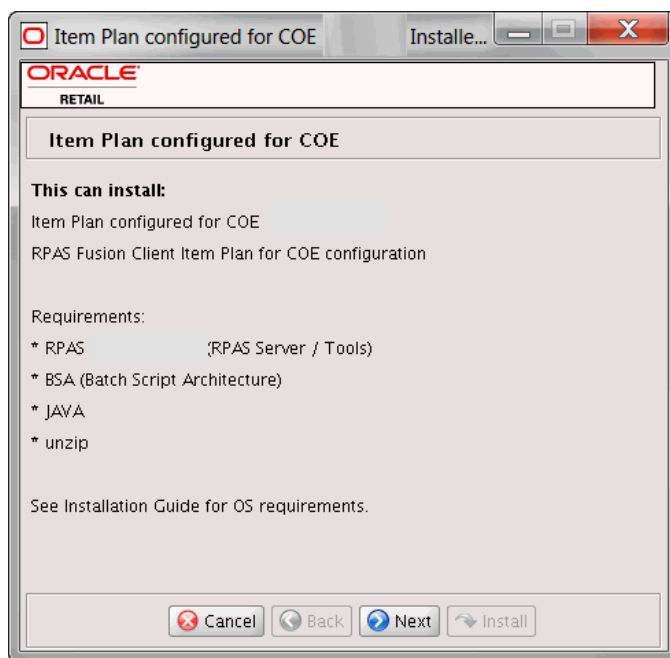 Item Plan configured for COE Installe...
ORACLE
RETAIL
Item Plan configured for COE
This can install:
Item Plan configured for COE
RPAS Fusion Client Item Plan for COE configuration
Requirements:
* RPAS (RPAS Server / Tools)
* BSA (Batch Script Architecture)
* JAVA
* unzip
See Installation Guide for OS requirements.
Cancel Back Next Install